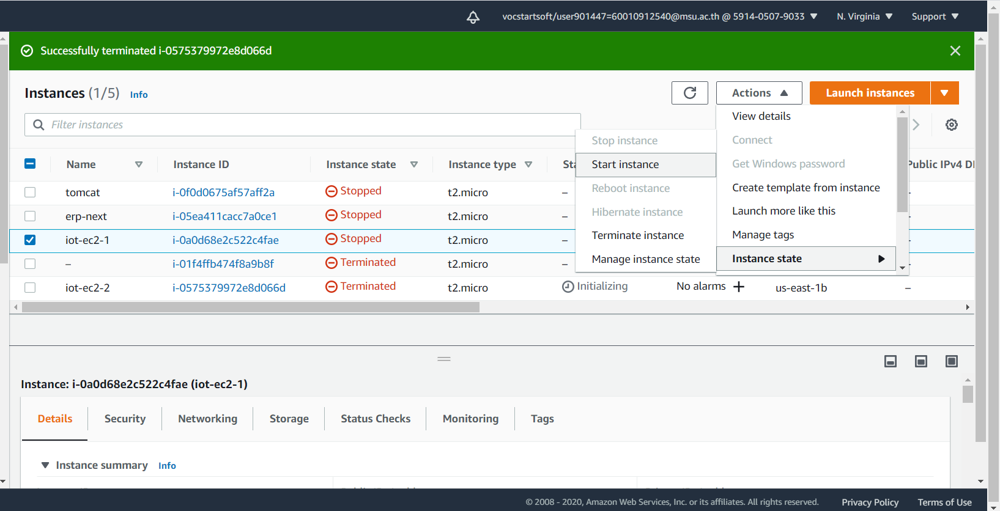 vocstartsoft/user901447=60010912540@msu.ac.th @ 5914-0507-9033 N. Virginia Support
Successfully terminated i-0575379972e8d066d
Instances (1/5) Info
Actions
Launch instances
Filter instances
View details
Connect
Get Windows password
Create template from instance
Launch more like this
Manage tags
Instance state
Stop instance
Start instance
Reboot instance
Hibernate instance
Terminate instance
Manage instance state
Name Instance ID Instance state Instance type Public IPv4
tomcat i-0f0d0675af57aff2a Stopped t2.micro –
erp-next i-05ea411cacc7a0ce1 Stopped t2.micro –
iot-ec2-1 i-0a0d68e2c522c4fae Stopped t2.micro –
– i-01f4ffb474f8a9b8f Terminated t2.micro –
iot-ec2-2 i-0575379972e8d066d Terminated t2.micro Initializing No alarms + us-east-1b –
Instance: i-0a0d68e2c522c4fae (iot-ec2-1)
Details Security Networking Storage Status Checks Monitoring Tags
Instance summary Info
© 2008 - 2020, Amazon Web Services, Inc. or its affiliates. All rights reserved. Privacy Policy Terms of Use